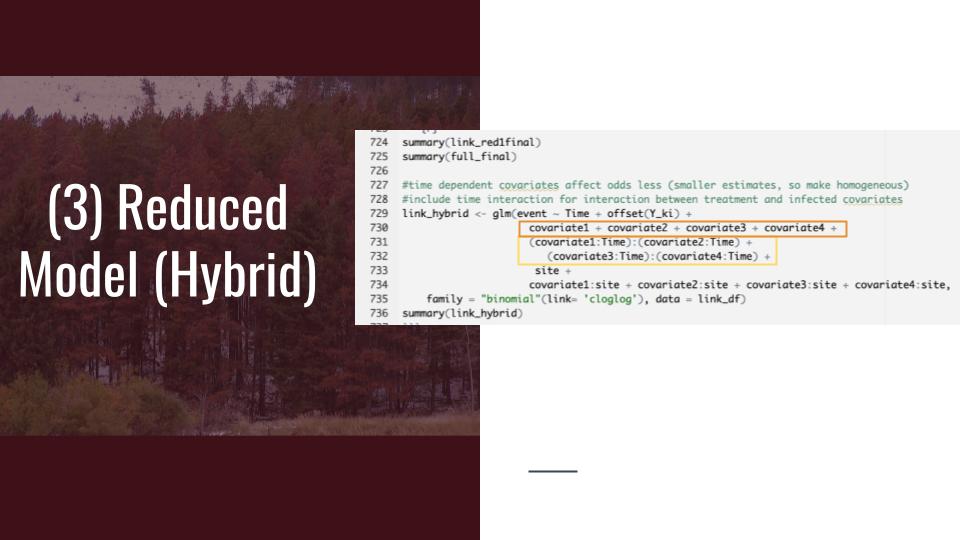 (3) Reduced
Model (Hybrid)
724 summary(link_red1final)
725 summary(full_final)
726
727 #time dependent covariates affect odds less (smaller estimates, so make homogeneous)
728 #include time interaction for interaction between treatment and infected covariates
729 link_hybrid <- glm(event ~ Time + offset(Y_ki) +
730 covariate1 + covariate2 + covariate3 + covariate4 +
731 (covariate1:Time):(covariate2:Time) +
732 (covariate3:Time):(covariate4:Time) +
733 site +
734 covariate1:site + covariate2:site + covariate3:site + covariate4:site,
735 family = "binomial"(link= 'cloglog'), data = link_df)
736 summary(link_hybrid)